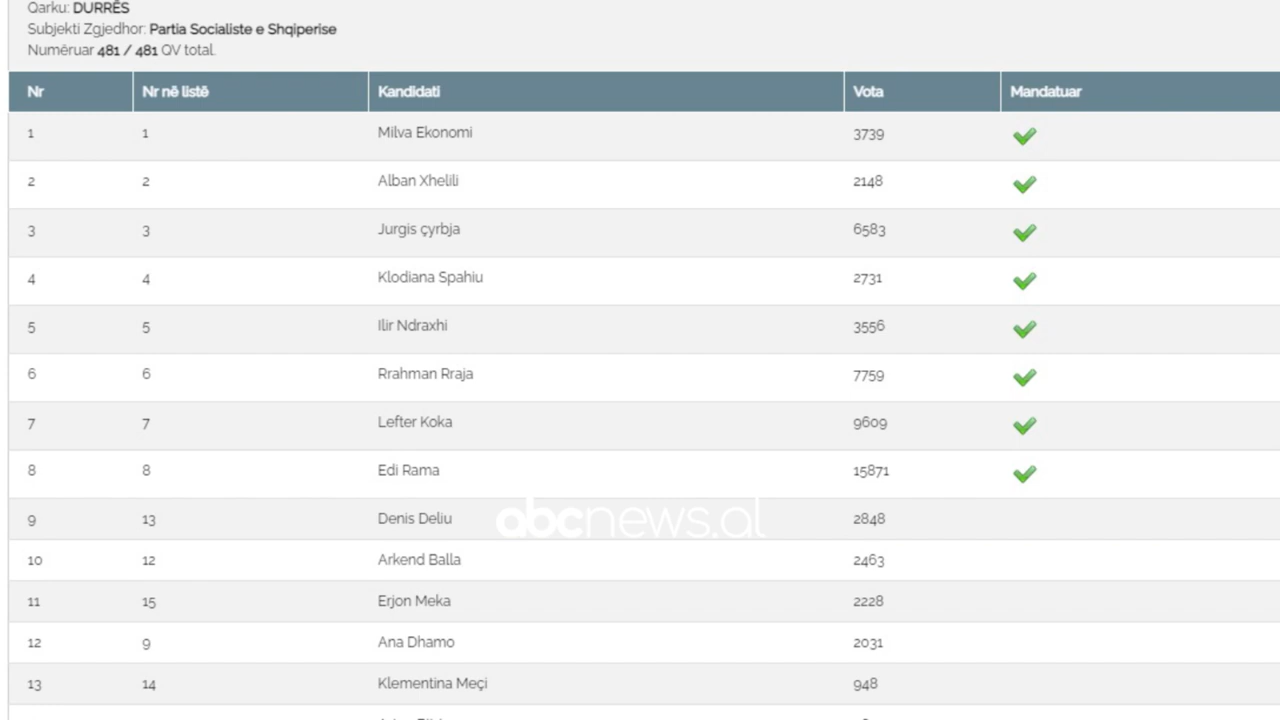 Qarku: DURRËS
Subjekti Zgjedhor: Partia Socialiste e Shqiperise
Numëruar 481 / 481 QV total.
Nr Nr në listë Kandidati Vota Mandatuar
1 1 Milva Ekonomi 3739
2 2 Alban Xhelili 2148
3 3 Jurgis çyrbja 6583
4 4 Klodiana Spahiu 2731
5 5 Ilir Ndraxhi 3556
6 6 Rrahman Rraja 7759
7 7 Lefter Koka 9609
8 8 Edi Rama 15871
abcnews.al
9 13 Denis Deliu 2848
10 12 Arkend Balla 2463
11 15 Erjon Meka 2228
12 9 Ana Dhamo 2031
13 14 Klementina Meçi 948